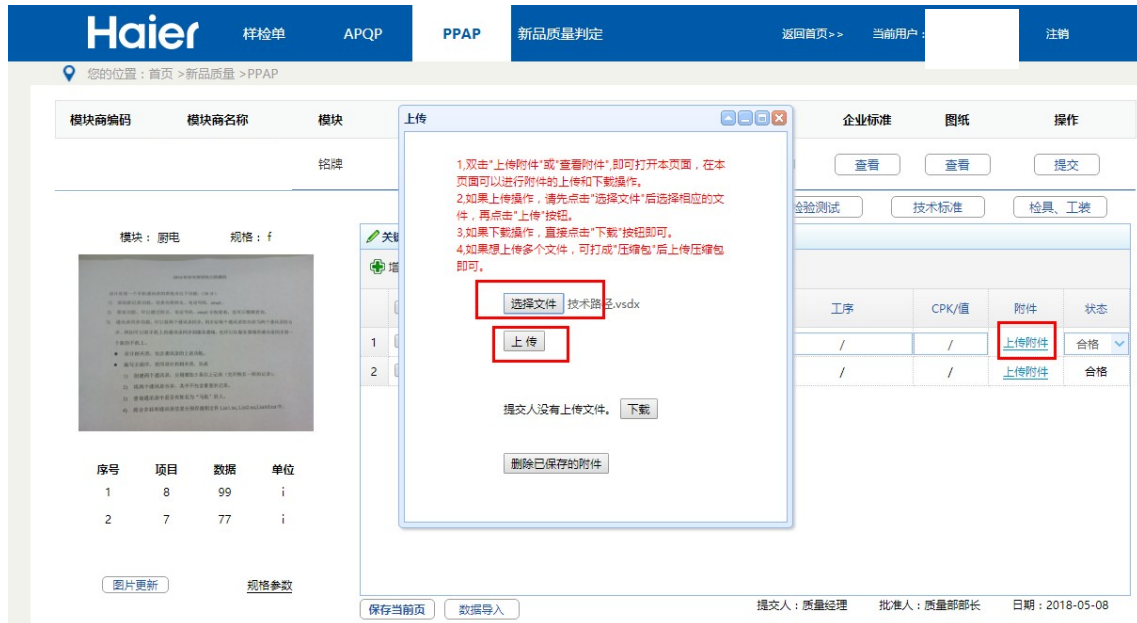 Haier 样检单 APQP PPAP 新品质量判定 返回首页>> 当前用户： 注销
您的位置：首页 >新品质量 >PPAP
模块商编码 模块商名称 模块 企业标准 图纸 操作
铭牌 查看 查看 提交
验测试 技术标准 检具、工装
模块： 厨电 规格： f
上传
1,双击"上传附件"或"查看附件",即可打开本页面，在本
页面可以进行附件的上传和下载操作。
2,如果上传操作，请先点击"选择文件"后选择相应的文
件，再点击"上传"按钮。
3,如果下载操作，直接点击"下载"按钮即可。
4,如果想上传多个文件，可打成"压缩包"后上传压缩包
即可。
选择文件 技术路径.vsdx
上 传
提交人没有上传文件。 下载
删除已保存的附件
工序 CPK/值 附件 状态
1 / / 上传附件 合格
2 / / 上传附件 合格
序号 项目 数据 单位
1 8 99 i
2 7 77 i
图片更新 规格参数
保存当前页 数据导入
提交人：质量经理 批准人：质量部部长 日期：2018-05-08